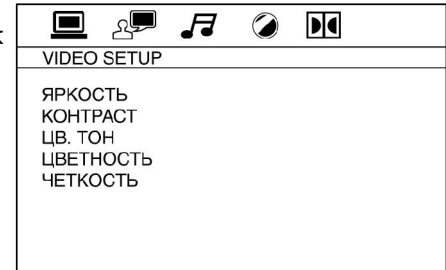 VIDEO SETUP
ЯРКОСТЬ
КОНТРАСТ
ЦВ. ТОН
ЦВЕТНОСТЬ
ЧЕТКОСТЬ